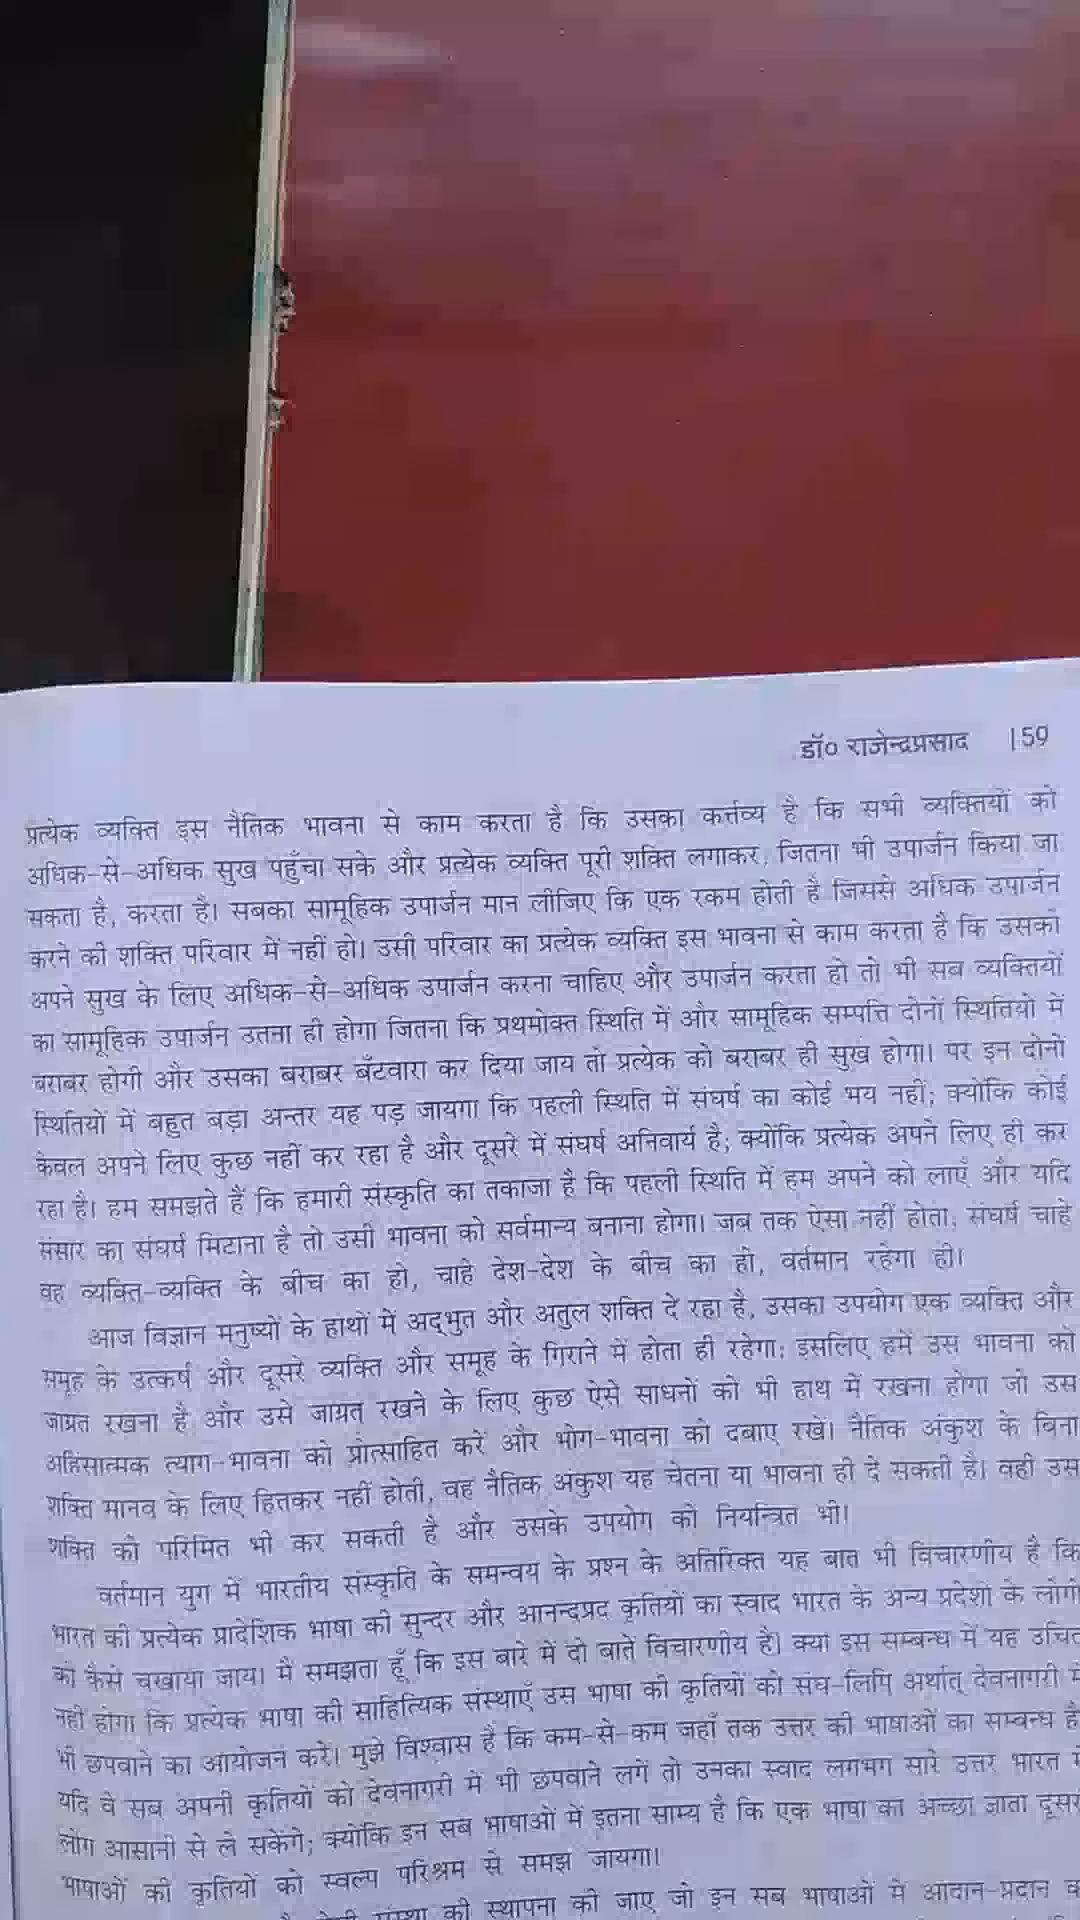 डॉ० राजेन्द्रप्रसाद |59
प्रत्येक व्यक्ति इस नैतिक भावना से काम करता है कि उसका कर्त्तव्य है कि सभी व्यक्तियों को
अधिक-से-अधिक सुख पहुँचा सके और प्रत्येक व्यक्ति पूरी शक्ति लगाकर, जितना भी उपार्जन किया जा
सकता है, करता है। सबका सामूहिक उपार्जन मान लीजिए कि एक रकम होती है जिससे अधिक उपार्जन
करने की शक्ति परिवार में नहीं हो। उसी परिवार का प्रत्येक व्यक्ति इस भावना से काम करता है कि उसको
अपने सुख के लिए अधिक-से-अधिक उपार्जन करना चाहिए और उपार्जन करता हो तो भी सब व्यक्तियों
का सामूहिक उपार्जन उतना ही होगा जितना कि प्रथमोक्त स्थिति में और सामूहिक सम्पत्ति दोनों स्थितियों में
बराबर होगी और उसका बराबर बँटवारा कर दिया जाय तो प्रत्येक को बराबर ही सुख होगा। पर इन दोनों
स्थितियों में बहुत बड़ा अन्तर यह पड़ जायगा कि पहली स्थिति में संघर्ष का कोई भय नहीं; क्योंकि कोई
केवल अपने लिए कुछ नहीं कर रहा है और दूसरे में संघर्ष अनिवार्य है; क्योंकि प्रत्येक अपने लिए ही कर
रहा है। हम समझते हैं कि हमारी संस्कृति का तकाजा है कि पहली स्थिति में हम अपने को लाएँ और यदि
संसार का संघर्ष मिटाना है तो उसी भावना को सर्वमान्य बनाना होगा। जब तक ऐसा नहीं होता, संघर्ष चाहे
वह व्यक्ति-व्यक्ति के बीच का हो, चाहे देश-देश के बीच का हो, वर्तमान रहेगा ही।
आज विज्ञान मनुष्यों के हाथों में अद्भुत और अतुल शक्ति दे रहा है, उसका उपयोग एक व्यक्ति और
समूह के उत्कर्ष और दूसरे व्यक्ति और समूह के गिराने में होता ही रहेगा; इसलिए हमें उस भावना को
जाग्रत रखना है और उसे जाग्रत रखने के लिए कुछ ऐसे साधनों को भी हाथ में रखना होगा जो उस
अहिंसात्मक त्याग-भावना को प्रोत्साहित करें और भोग-भावना को दबाए रखें। नैतिक अंकुश के बिना
शक्ति मानव के लिए हितकर नहीं होती, वह नैतिक अंकुश यह चेतना या भावना ही दे सकती है। वही उस
शक्ति को परिमित भी कर सकती है और उसके उपयोग को नियन्त्रित भी।
वर्तमान युग में भारतीय संस्कृति के समन्वय के प्रश्न के अतिरिक्त यह बात भी विचारणीय है कि
भारत की प्रत्येक प्रादेशिक भाषा की सुन्दर और आनन्दप्रद कृतियों का स्वाद भारत के अन्य प्रदेशों के लोगों
को कैसे चखाया जाय। मैं समझता हूँ कि इस बारे में दो बातें विचारणीय है। क्या इस सम्बन्ध में यह उचित
नहीं होगा कि प्रत्येक भाषा की साहित्यिक संस्थाएँ उस भाषा की कृतियों को संघ-लिपि अर्थात् देवनागरी में
भी छपवाने का आयोजन करें। मुझे विश्वास है कि कम-से-कम जहाँ तक उत्तर की भाषाओं का सम्बन्ध है
यदि वे सब अपनी कृतियों को देवनागरी में भी छपवाने लगें तो उनका स्वाद लगभग सारे उत्तर भारत
लोग आसानी से ले सकेंगे; क्योंकि इन सब भाषाओं में इतना साम्य है कि एक भाषा का अच्छा ज्ञाता
भाषाओं की कृतियों को स्वल्प परिश्रम से समझ जायगा।
संस्था की स्थापना की जाए जो इन सब भाषाओं में आदान-प्रदान